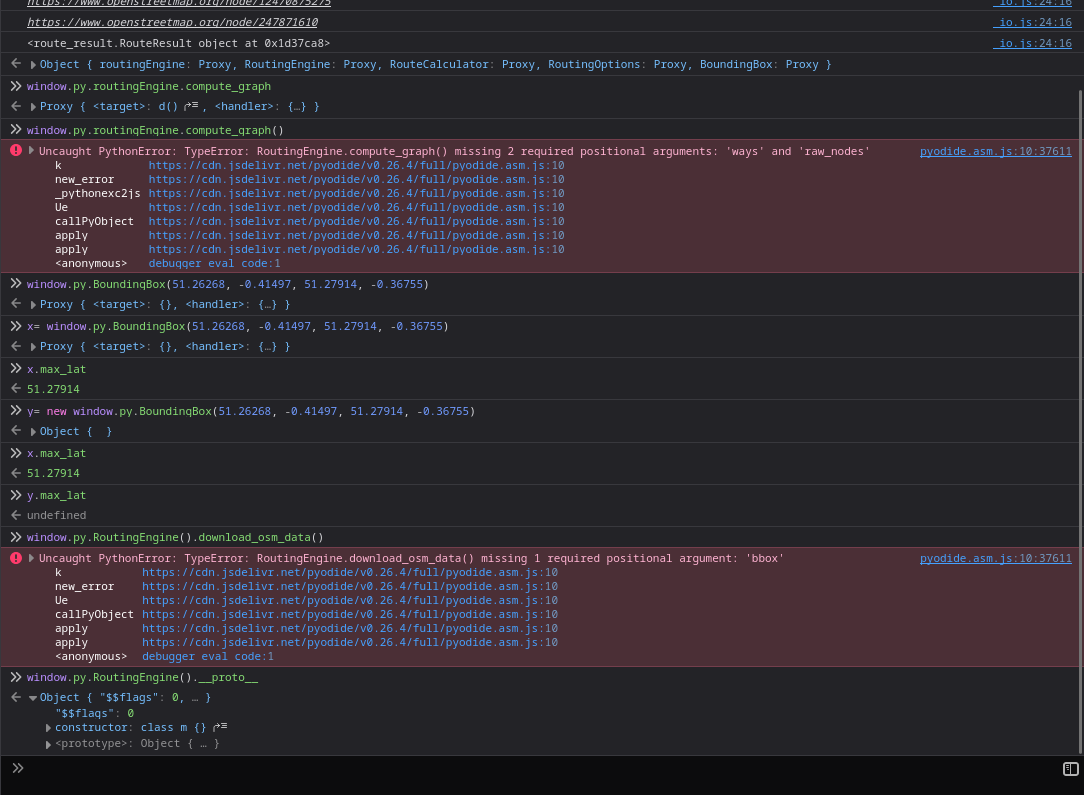 https://www.openstreetmap.org/node/12470875275 _io.js:24:16
https://www.openstreetmap.org/node/247871610 _io.js:24:16
<route_result.RouteResult object at 0x1d37ca8> _io.js:24:16
Object { routingEngine: Proxy, RoutingEngine: Proxy, RouteCalculator: Proxy, RoutingOptions: Proxy, BoundingBox: Proxy }
window.py.routingEngine.compute_graph
Proxy { <target>: d(), <handler>: {…} }
window.py.routingEngine.compute_graph()
Uncaught PythonError: TypeError: RoutingEngine.compute_graph() missing 2 required positional arguments: 'ways' and 'raw_nodes' pyodide.asm.js:10:37611
k https://cdn.jsdelivr.net/pyodide/v0.26.4/full/pyodide.asm.js:10
new_error https://cdn.jsdelivr.net/pyodide/v0.26.4/full/pyodide.asm.js:10
_pythonexc2js https://cdn.jsdelivr.net/pyodide/v0.26.4/full/pyodide.asm.js:10
Ue https://cdn.jsdelivr.net/pyodide/v0.26.4/full/pyodide.asm.js:10
callPyObject https://cdn.jsdelivr.net/pyodide/v0.26.4/full/pyodide.asm.js:10
apply https://cdn.jsdelivr.net/pyodide/v0.26.4/full/pyodide.asm.js:10
apply https://cdn.jsdelivr.net/pyodide/v0.26.4/full/pyodide.asm.js:10
<anonymous> debugger eval code:1
window.py.BoundingBox(51.26268, -0.41497, 51.27914, -0.36755)
Proxy { <target>: {}, <handler>: {…} }
x= window.py.BoundingBox(51.26268, -0.41497, 51.27914, -0.36755)
Proxy { <target>: {}, <handler>: {…} }
x.max_lat
51.27914
y= new window.py.BoundingBox(51.26268, -0.41497, 51.27914, -0.36755)
Object {  }
x.max_lat
51.27914
y.max_lat
undefined
window.py.RoutingEngine().download_osm_data()
Uncaught PythonError: TypeError: RoutingEngine.download_osm_data() missing 1 required positional argument: 'bbox' pyodide.asm.js:10:37611
k https://cdn.jsdelivr.net/pyodide/v0.26.4/full/pyodide.asm.js:10
new_error https://cdn.jsdelivr.net/pyodide/v0.26.4/full/pyodide.asm.js:10
Ue https://cdn.jsdelivr.net/pyodide/v0.26.4/full/pyodide.asm.js:10
callPyObject https://cdn.jsdelivr.net/pyodide/v0.26.4/full/pyodide.asm.js:10
apply https://cdn.jsdelivr.net/pyodide/v0.26.4/full/pyodide.asm.js:10
apply https://cdn.jsdelivr.net/pyodide/v0.26.4/full/pyodide.asm.js:10
<anonymous> debugger eval code:1
window.py.RoutingEngine().__proto__
Object { "$$flags": 0, … }
"$$flags": 0
constructor: class m {}
<prototype>: Object { … }